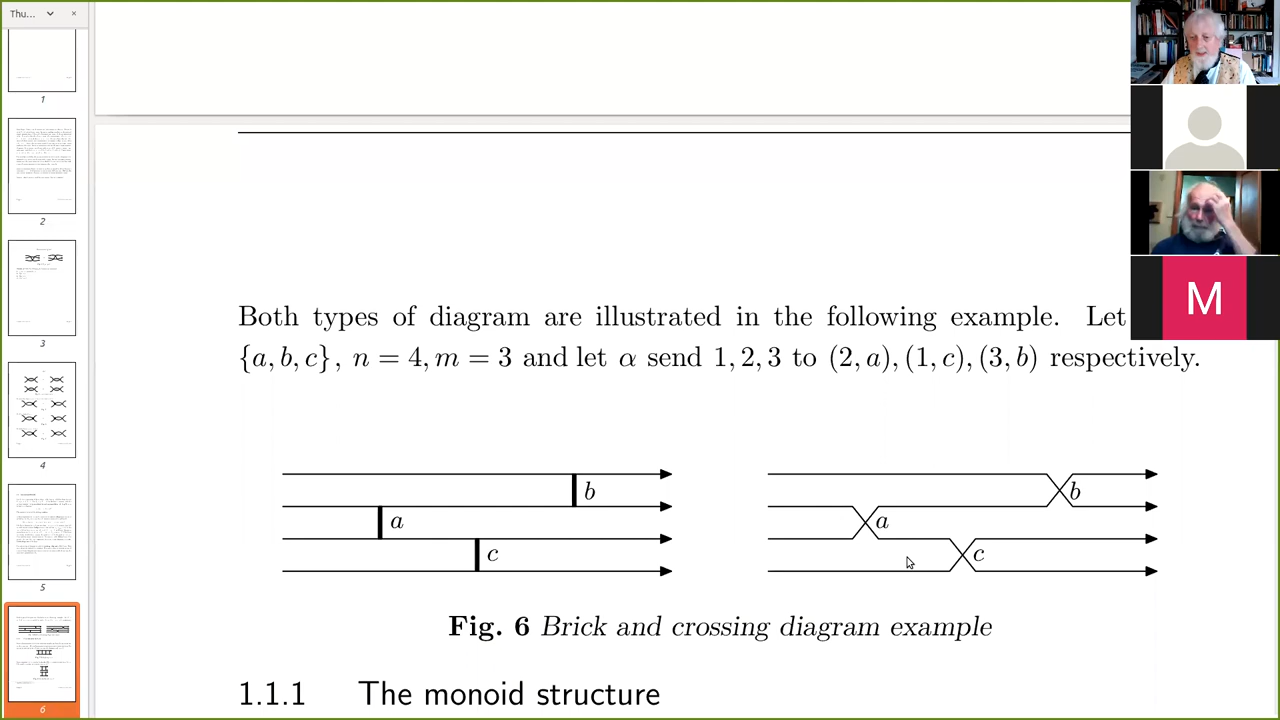 Thu...
1
2
3
4
5
6
M
Both types of diagram are illustrated in the following example. Let
{a, b, c}, n = 4, m = 3 and let α send 1, 2, 3 to (2, a), (1, c), (3, b) respectively.
b
a
c
b
a
c
Fig. 6 Brick and crossing diagram example
1.1.1 The monoid structure